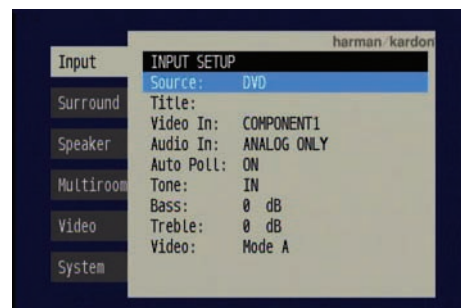 harman/kardon
Input
Surround
Speaker
Multiroom
Video
System
INPUT SETUP
Source: DVD
Title:
Video In: COMPONENT1
Audio In: ANALOG ONLY
Auto Poll: ON
Tone: IN
Bass: 0 dB
Treble: 0 dB
Video: Mode A